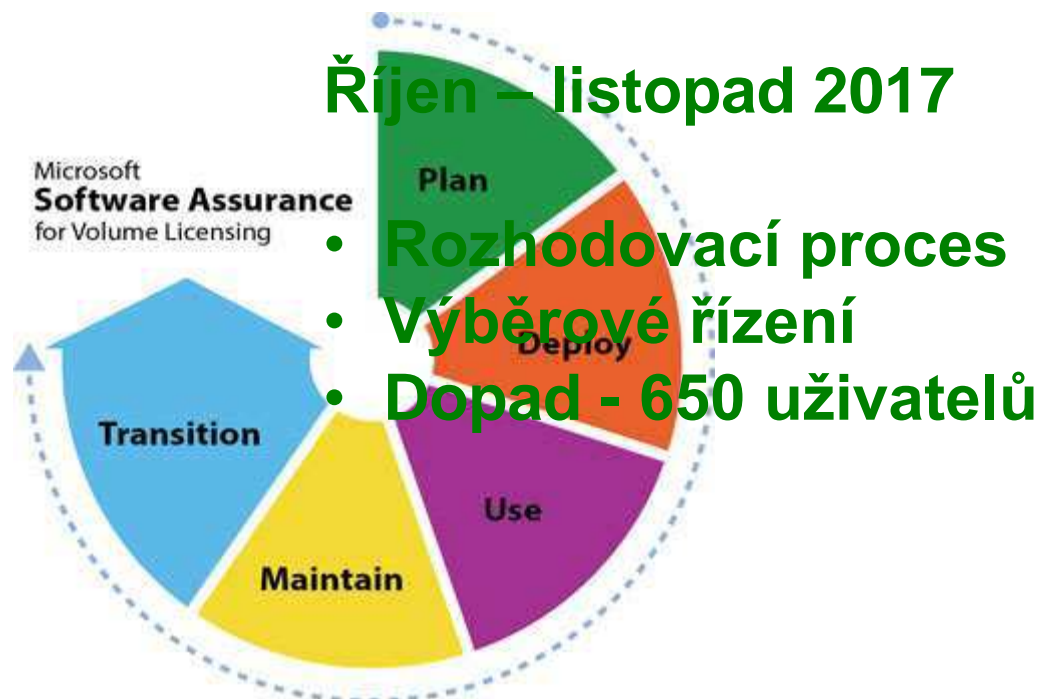 Říjen – listopad 2017
Microsoft
Software Assurance
for Volume Licensing
Plan
• Rozhodovací proces
• Výběrové řízení
Deploy
• Dopad - 650 uživatelů
Transition
Use
Maintain